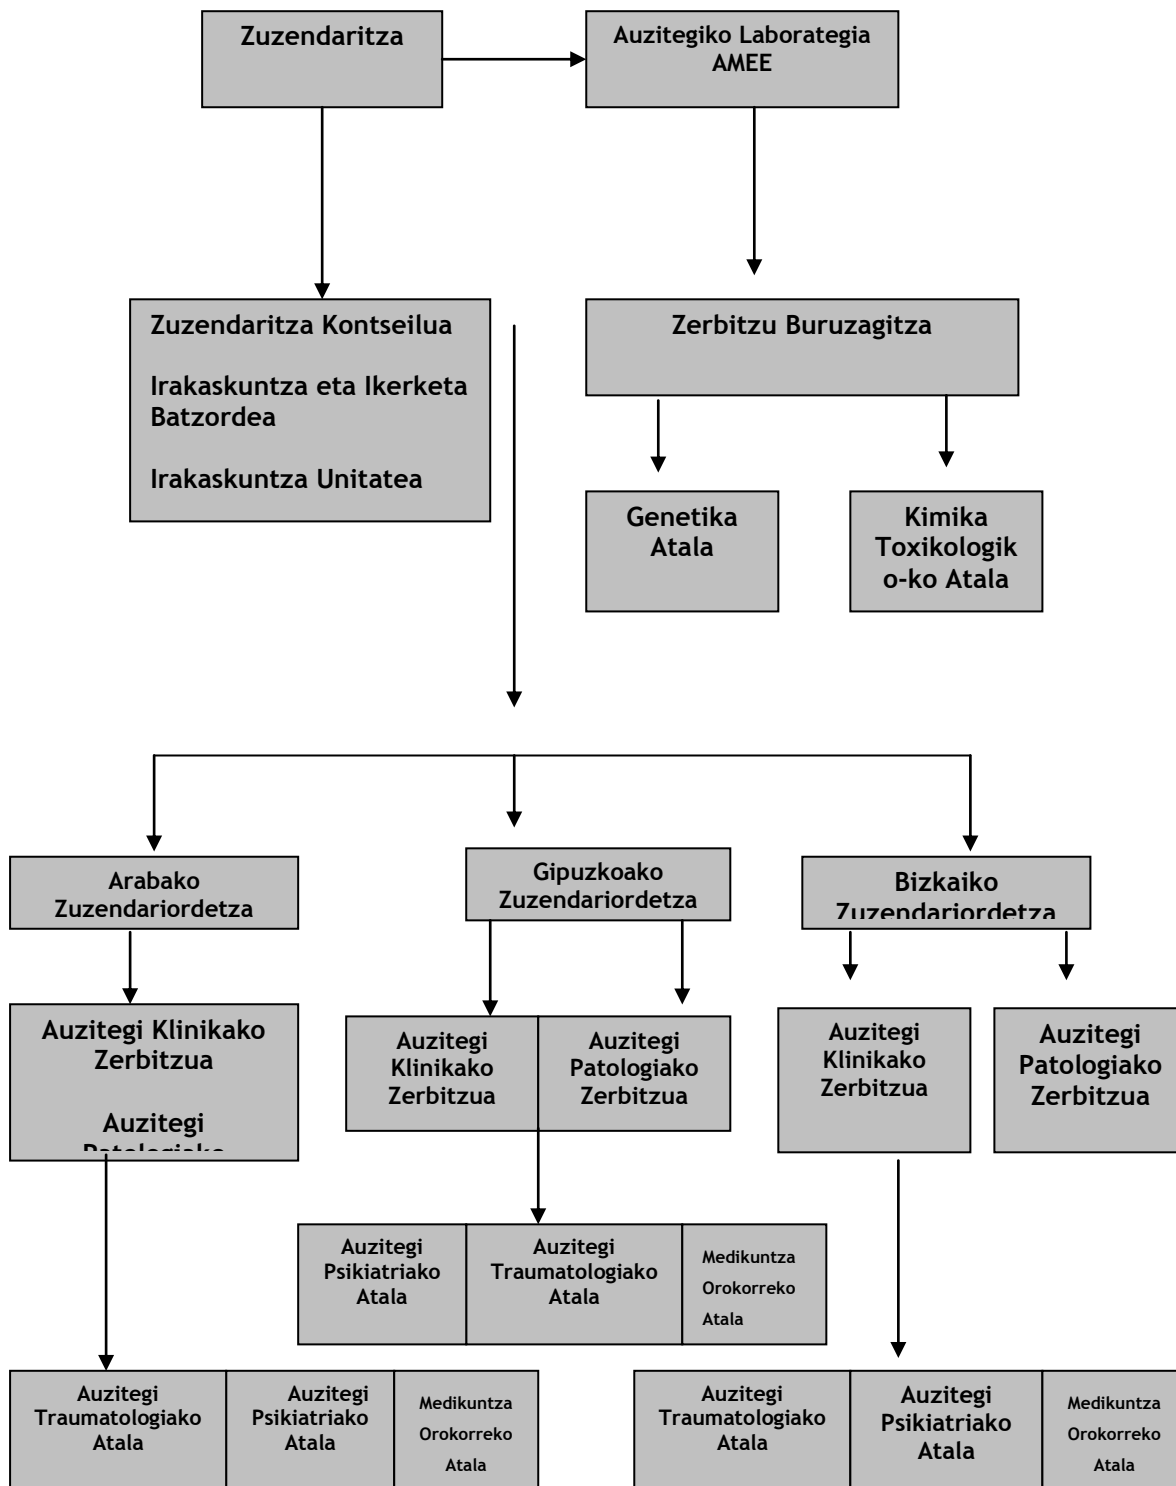 Zuzendaritza
Auzitegiko Laborategia
AMEE
Zuzendaritza Kontseilua
Irakaskuntza eta Ikerketa
Batzordea
Irakaskuntza Unitatea
Zerbitzu Buruzagitza
Genetika
Atala
Kimika
Toxikologik
o-ko Atala
Arabako
Zuzendariordetza
Gipuzkoako
Zuzendariordetza
Bizkaiko
Zuzendariordetza
Auzitegi Klinikako
Zerbitzua
Auzitegi
Patologiako
Auzitegi
Klinikako
Zerbitzua
Auzitegi
Patologiako
Zerbitzua
Auzitegi
Klinikako
Zerbitzua
Auzitegi
Patologiako
Zerbitzua
Auzitegi
Psikiatriako
Atala
Auzitegi
Traumatologiako
Atala
Medikuntza
Orokorreko
Atala
Auzitegi
Traumatologiako
Atala
Auzitegi
Psikiatriako
Atala
Medikuntza
Orokorreko
Atala
Auzitegi
Traumatologiako
Atala
Auzitegi
Psikiatriako
Atala
Medikuntza
Orokorreko
Atala